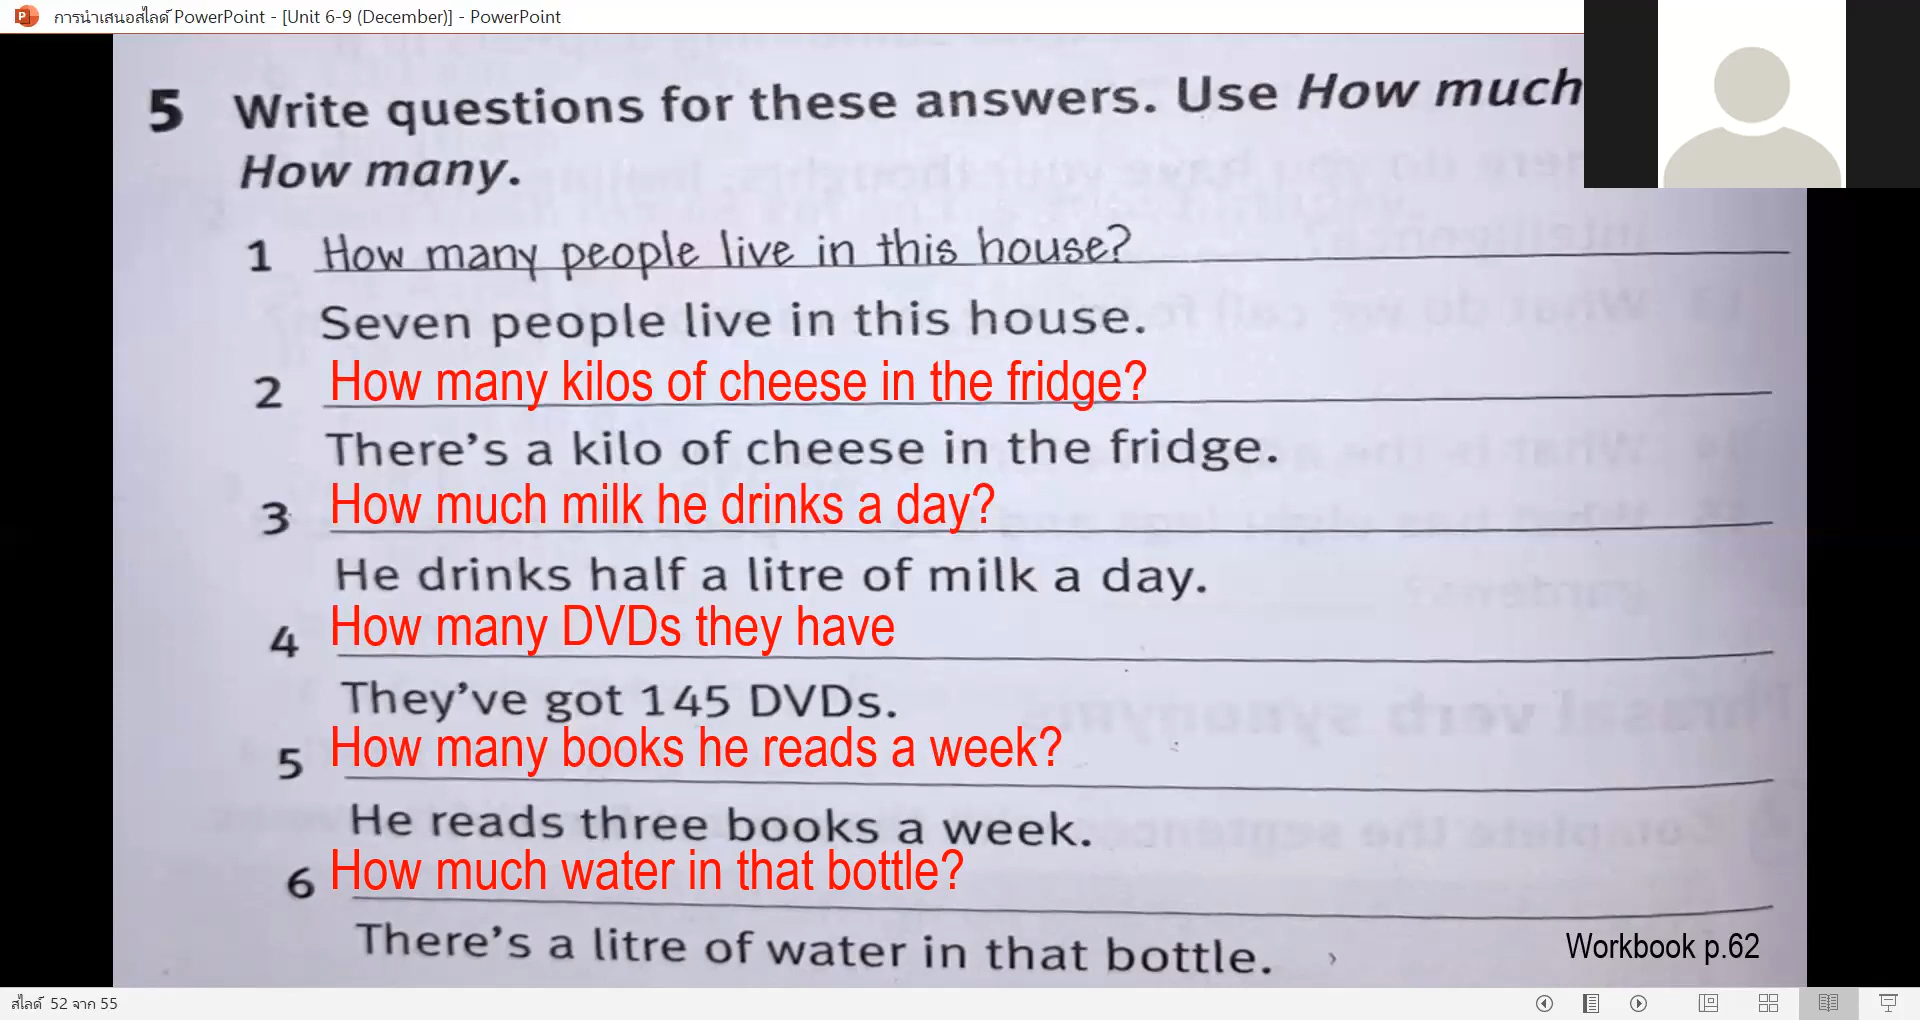 การนำเสนอสไลด์ PowerPoint - [Unit 6-9 (December)] - PowerPoint
5 Write questions for these answers. Use How much
How many.
1 How many people live in this house?
Seven people live in this house.
2 How many kilos of cheese in the fridge?
There's a kilo of cheese in the fridge.
3 How much milk he drinks a day?
He drinks half a litre of milk a day.
4 How many DVDs they have
They've got 145 DVDs.
5 How many books he reads a week?
He reads three books a week.
6 How much water in that bottle?
There's a litre of water in that bottle.
Workbook p.62
สไลด์ 52 จาก 55